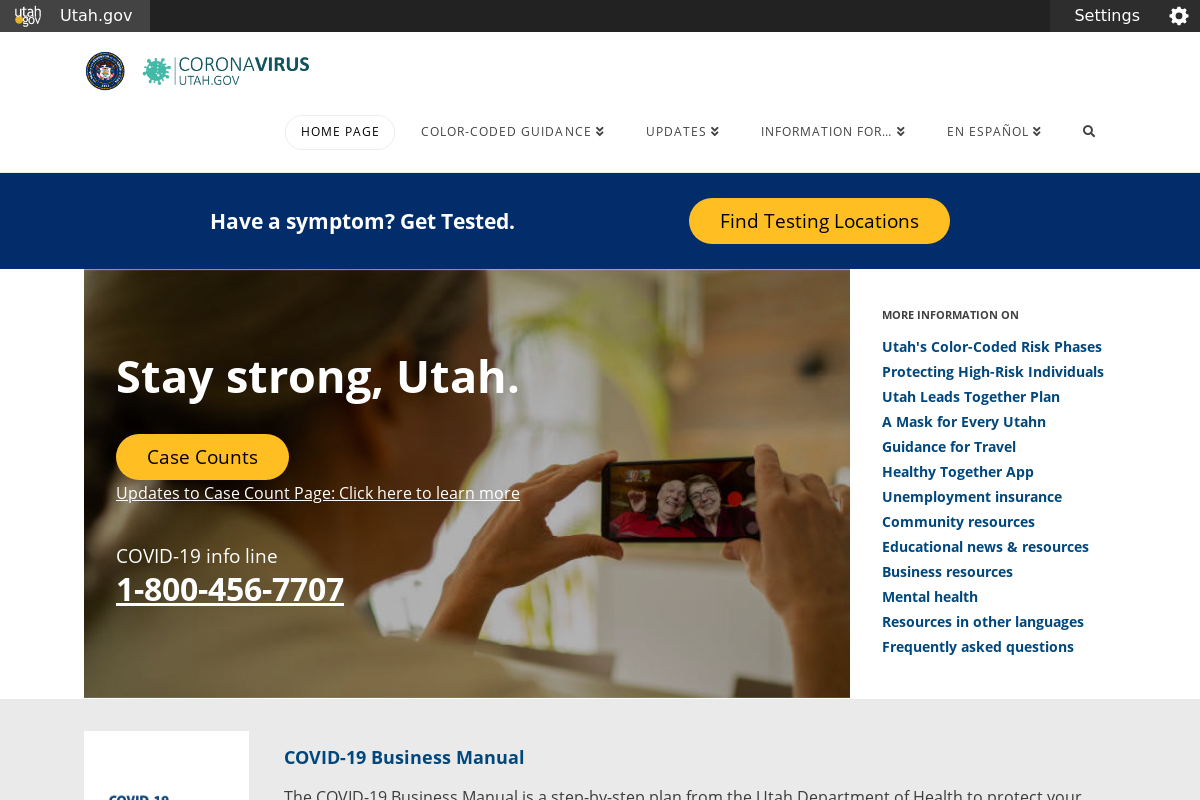 utah gov
Utah.gov
Settings
CORONAVIRUS
UTAH.GOV
HOME PAGE
COLOR-CODED GUIDANCE
UPDATES
INFORMATION FOR…
EN ESPAÑOL
Have a symptom? Get Tested.
Find Testing Locations
Stay strong, Utah.
Case Counts
Updates to Case Count Page: Click here to learn more
COVID-19 info line
1-800-456-7707
MORE INFORMATION ON
Utah's Color-Coded Risk Phases
Protecting High-Risk Individuals
Utah Leads Together Plan
A Mask for Every Utahn
Guidance for Travel
Healthy Together App
Unemployment insurance
Community resources
Educational news & resources
Business resources
Mental health
Resources in other languages
Frequently asked questions
COVID-19
COVID-19 Business Manual
The COVID-19 Business Manual is a step-by-step plan from the Utah Department of Health to protect your